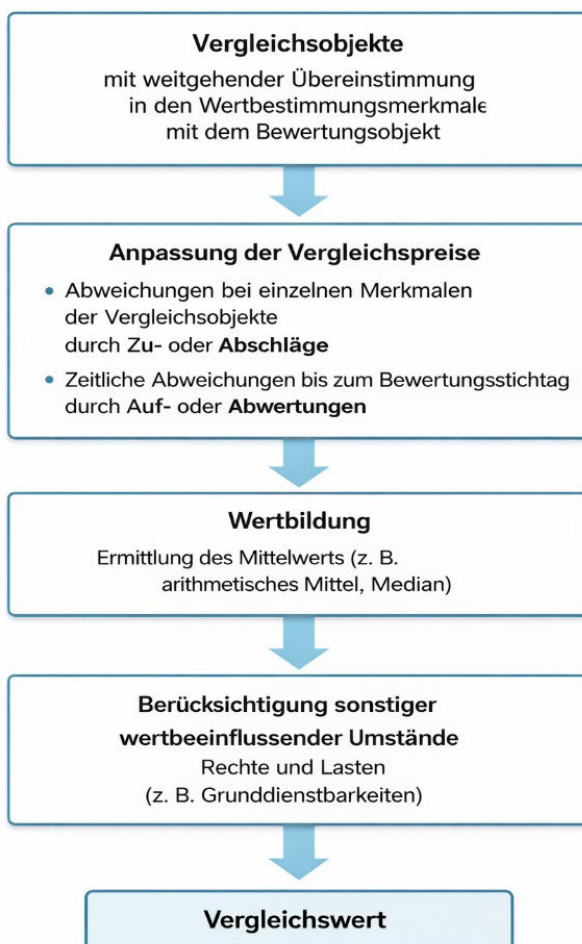 Vergleichsobjekte
mit weitgehender Übereinstimmung
in den Wertbestimmungsmerkmale
mit dem Bewertungsobjekt
Anpassung der Vergleichspreise
• Abweichungen bei einzelnen Merkmalen
der Vergleichsobjekte
durch Zu- oder Abschläge
• Zeitliche Abweichungen bis zum Bewertungsstichtag
durch Auf- oder Abwertungen
Wertbildung
Ermittlung des Mittelwerts (z. B.
arithmetisches Mittel, Median)
Berücksichtigung sonstiger
wertbeeinflussender Umstände
Rechte und Lasten
(z. B. Grunddienstbarkeiten)
Vergleichswert